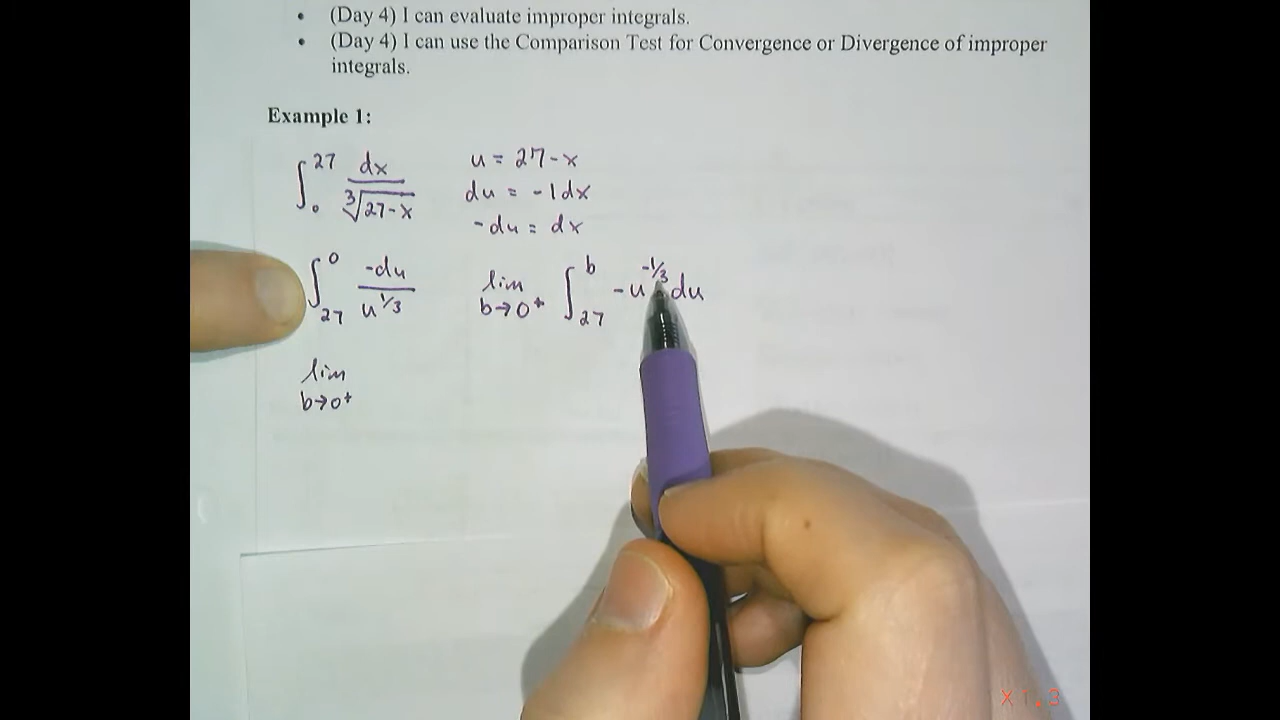 • (Day 4) I can evaluate improper integrals.
• (Day 4) I can use the Comparison Test for Convergence or Divergence of improper
integrals.
Example 1:
∫₀²⁷ dx/∛(27-x)
u = 27-x
du = -1dx
-du = dx
∫₂₇⁰ -du/u^(1/3)
lim b→0⁺ ∫₂₇ᵇ -u^(-1/3) du
lim
b→0⁺
X1.3